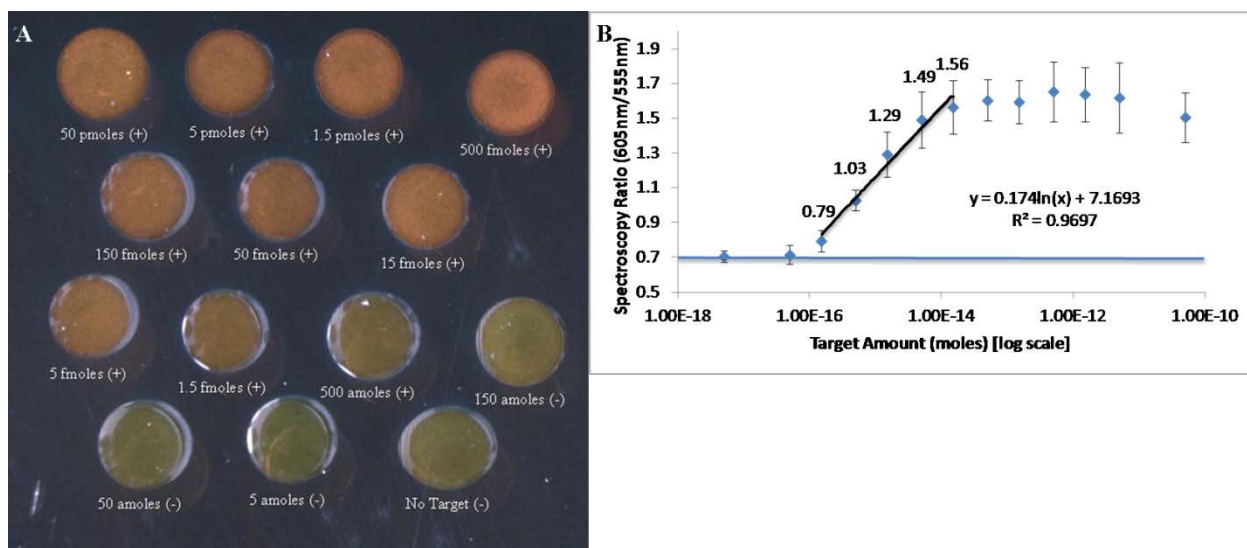 A
50 pmoles (+)
5 pmoles (+)
1.5 pmoles (+)
500 fmoles (+)
150 fmoles (+)
50 fmoles (+)
15 fmoles (+)
5 fmoles (+)
1.5 fmoles (+)
500 amoles (+)
150 amoles (-)
50 amoles (-)
5 amoles (-)
No Target (-)
B
Spectroscopy Ratio (605nm/555nm)
1.9
1.7
1.5
1.3
1.1
0.9
0.7
0.5
0.79
1.03
1.29
1.49
1.56
y = 0.174ln(x) + 7.1693
R² = 0.9697
1.00E-18
1.00E-16
1.00E-14
1.00E-12
1.00E-10
Target Amount (moles) [log scale]